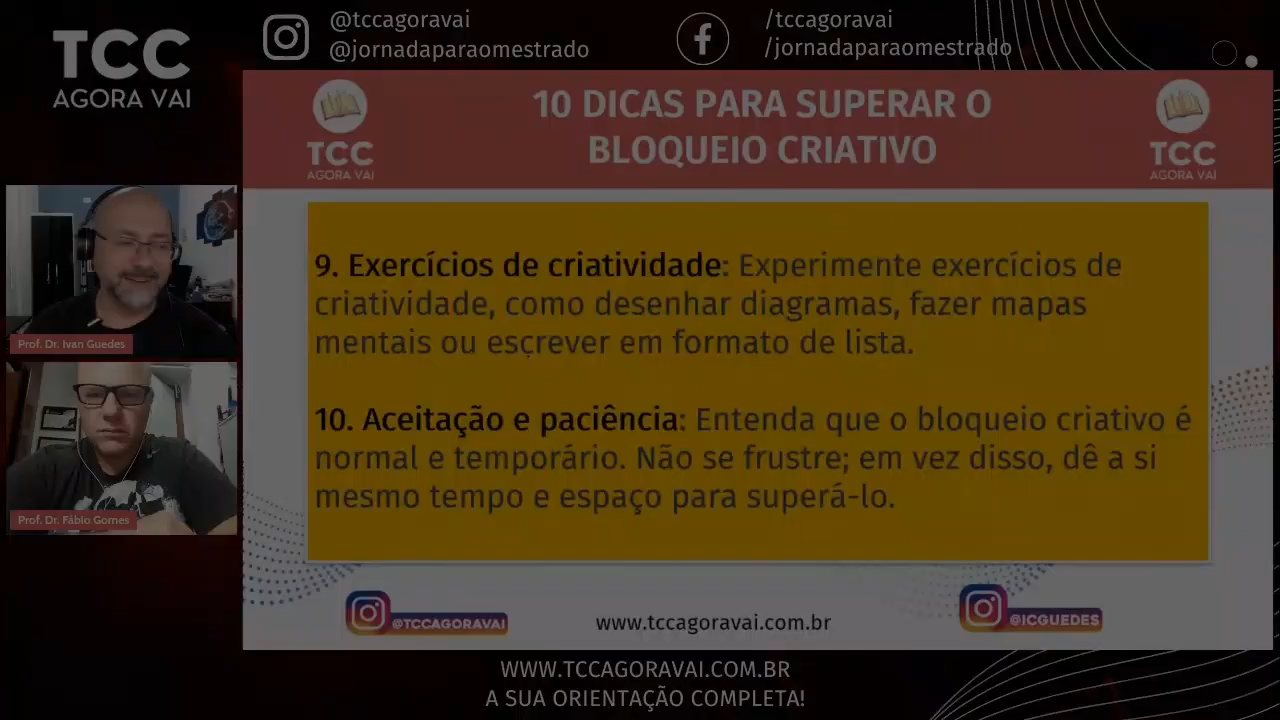 TCC
AGORA VAI
@tccagoravai
@jornadaparaomestrado
/tccagoravai
/jornadaparaomestrado
TCC
AGORA VAI
10 DICAS PARA SUPERAR O
BLOQUEIO CRIATIVO
TCC
AGORA VAI
Prof. Dr. Ivan Guedes
Prof. Dr. Fábio Gomes
9. Exercícios de criatividade: Experimente exercícios de
criatividade, como desenhar diagramas, fazer mapas
mentais ou escrever em formato de lista.
10. Aceitação e paciência: Entenda que o bloqueio criativo é
normal e temporário. Não se frustre; em vez disso, dê a si
mesmo tempo e espaço para superá-lo.
@TCCAGORAVAI
www.tccagoravai.com.br
@ICGUEDES
WWW.TCCAGORAVAI.COM.BR
A SUA ORIENTAÇÃO COMPLETA!